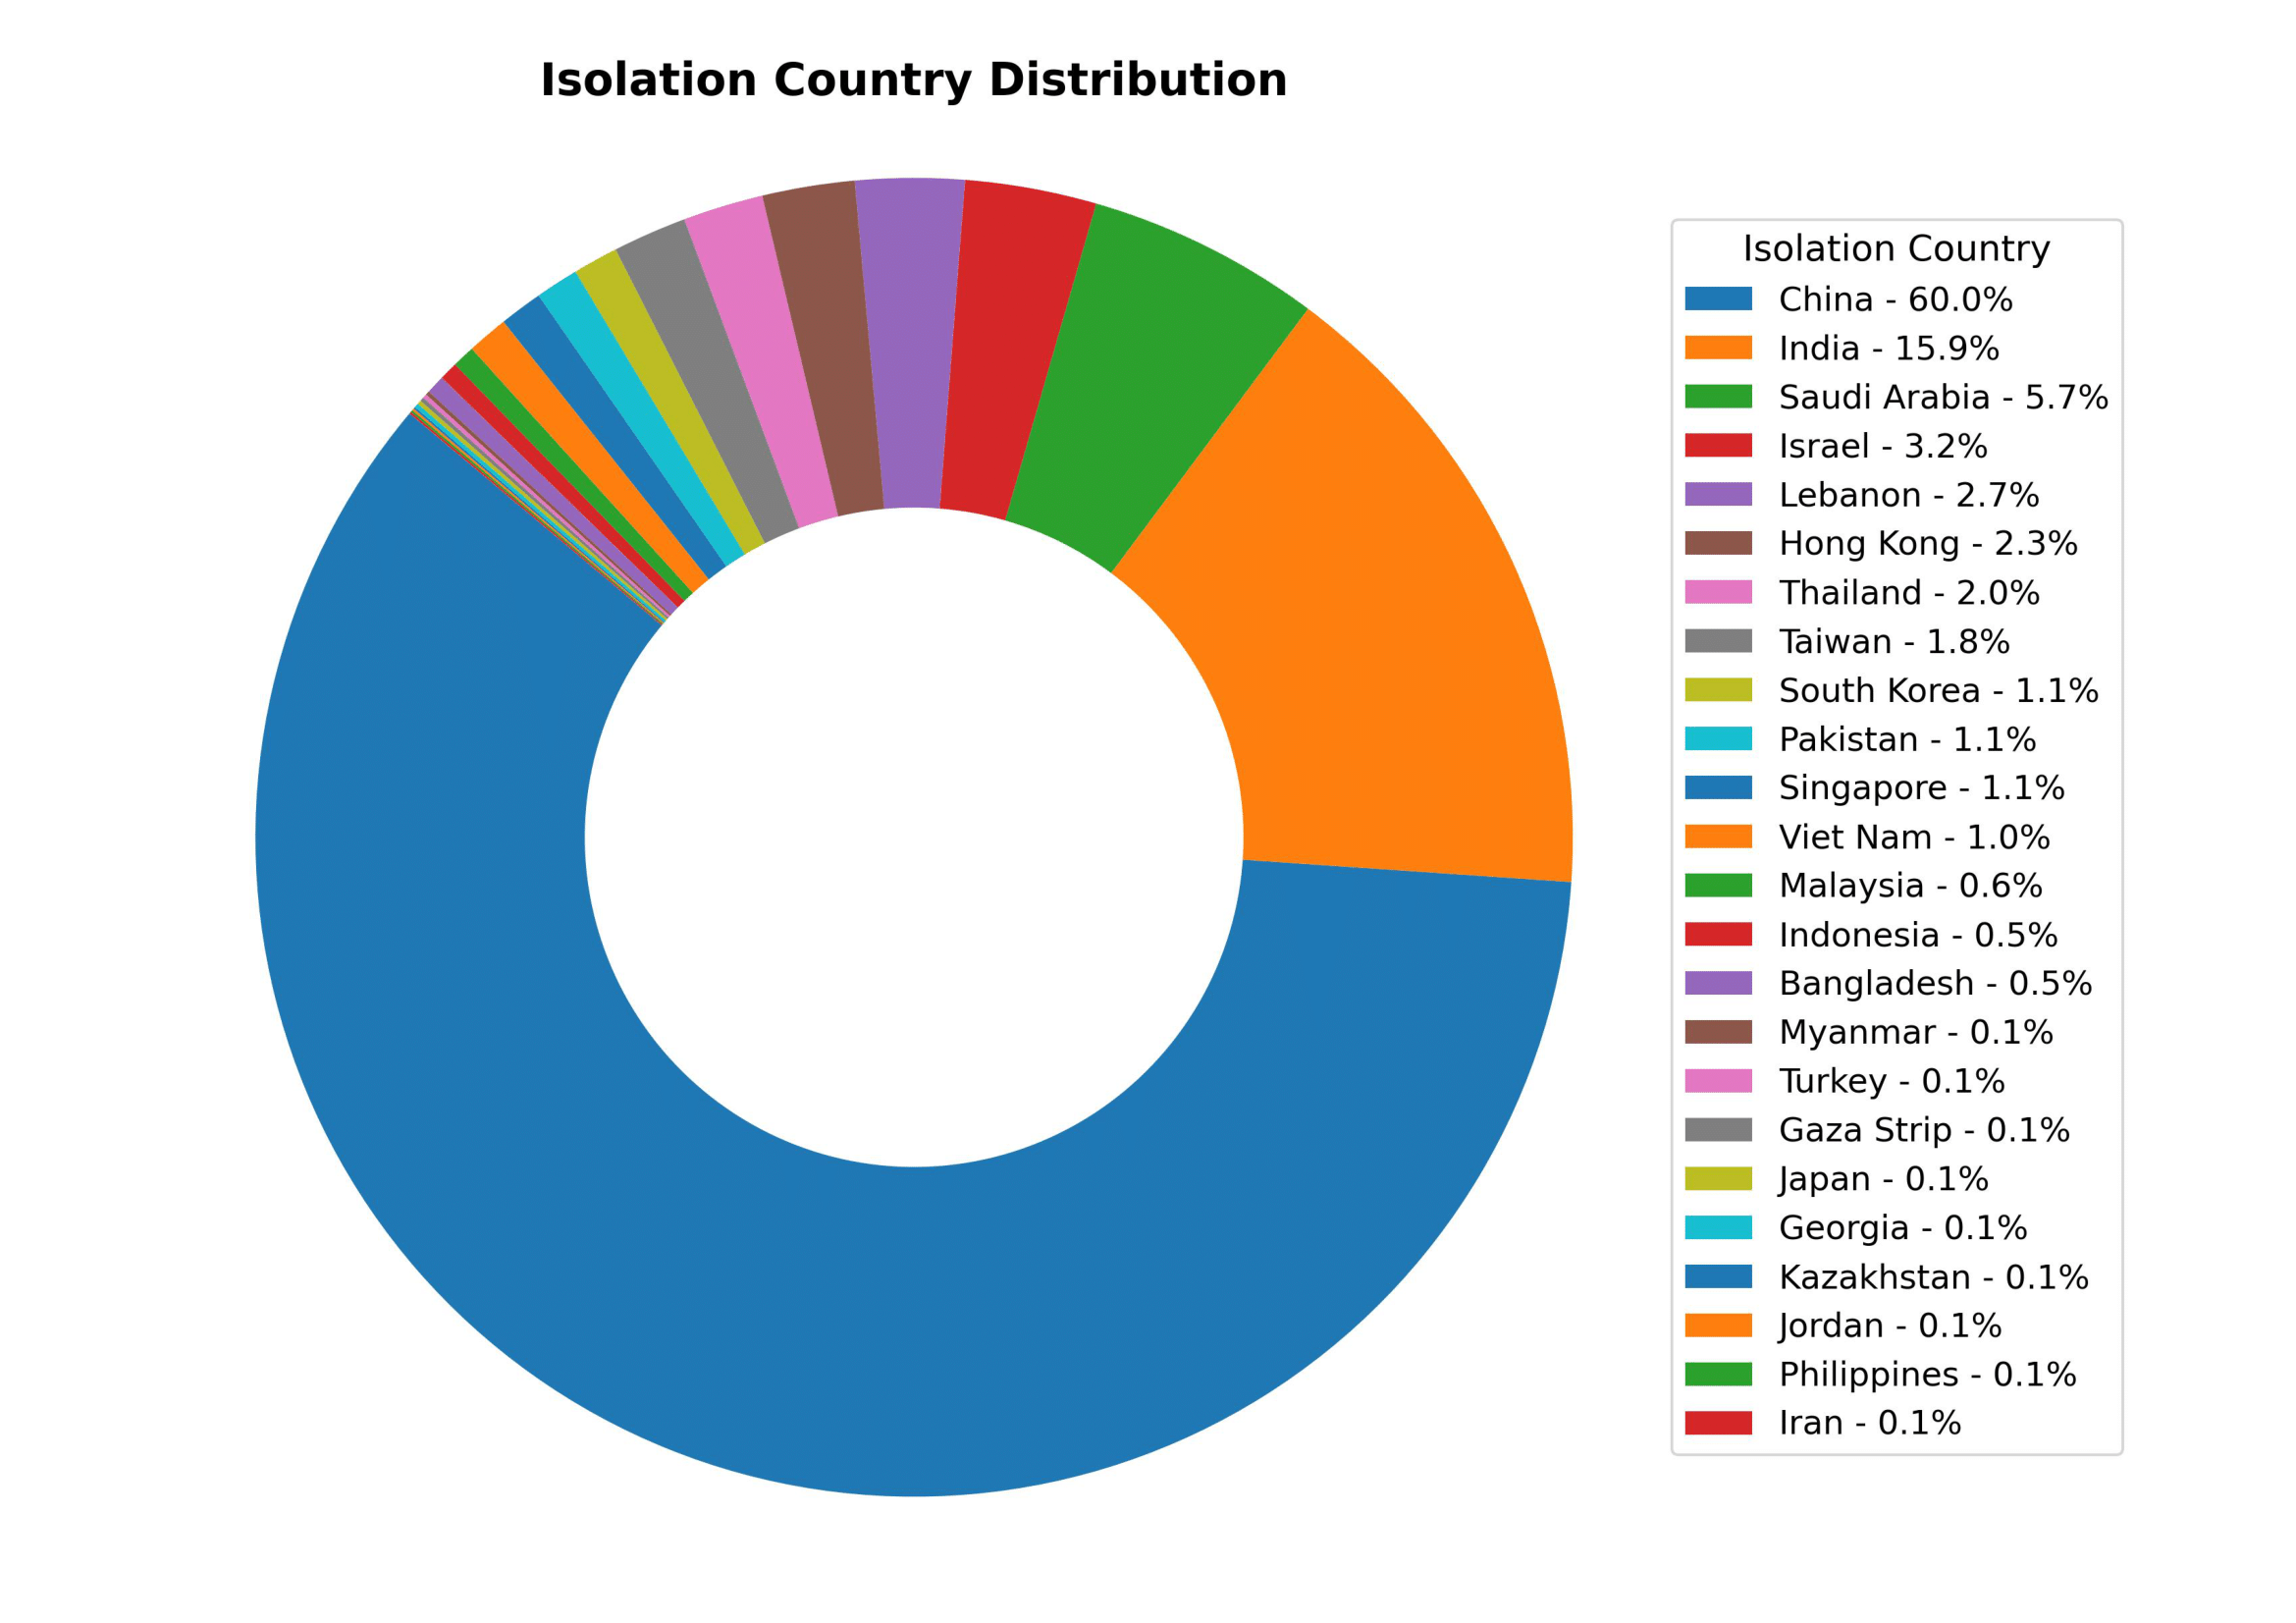 Isolation Country Distribution
Isolation Country
China - 60.0%
India - 15.9%
Saudi Arabia - 5.7%
Israel - 3.2%
Lebanon - 2.7%
Hong Kong - 2.3%
Thailand - 2.0%
Taiwan - 1.8%
South Korea - 1.1%
Pakistan - 1.1%
Singapore - 1.1%
Viet Nam - 1.0%
Malaysia - 0.6%
Indonesia - 0.5%
Bangladesh - 0.5%
Myanmar - 0.1%
Turkey - 0.1%
Gaza Strip - 0.1%
Japan - 0.1%
Georgia - 0.1%
Kazakhstan - 0.1%
Jordan - 0.1%
Philippines - 0.1%
Iran - 0.1%